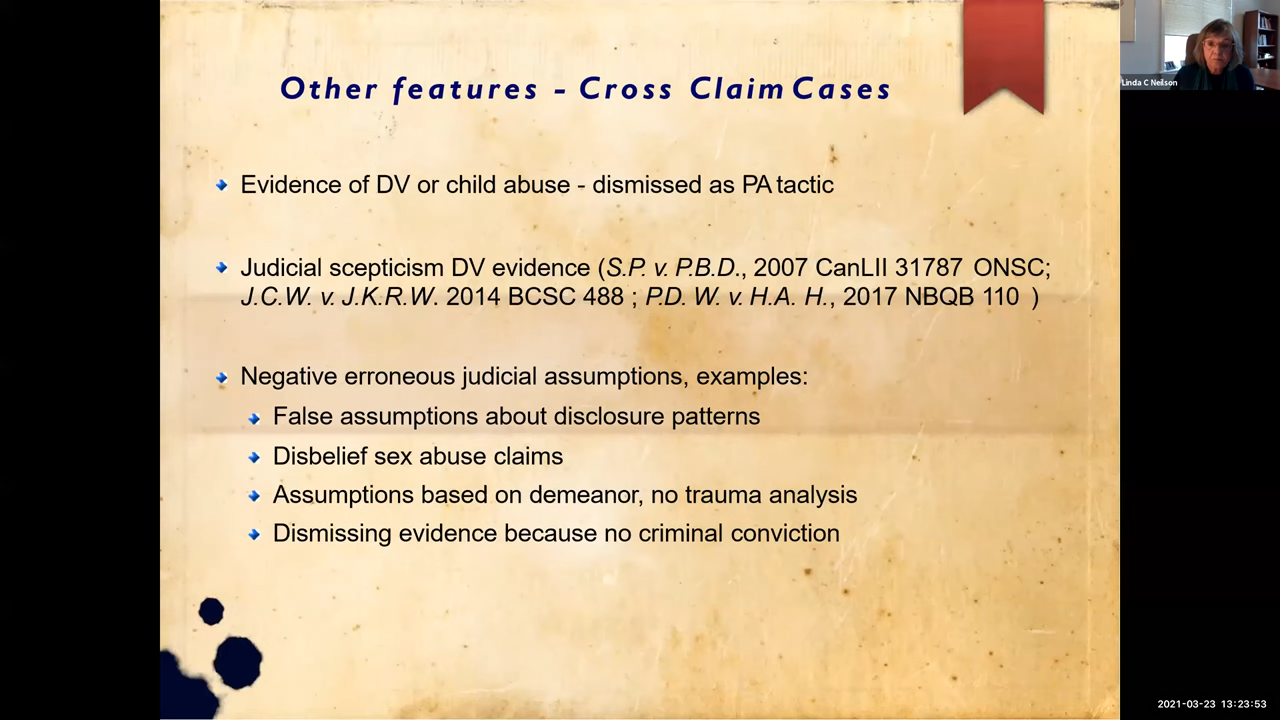 Other features - Cross Claim Cases
Linda C Neilson
Evidence of DV or child abuse - dismissed as PA tactic
Judicial scepticism DV evidence (S.P. v. P.B.D., 2007 CanLII 31787 ONSC;
J.C.W. v. J.K.R.W. 2014 BCSC 488 ; P.D. W. v. H.A. H., 2017 NBQB 110 )
Negative erroneous judicial assumptions, examples:
False assumptions about disclosure patterns
Disbelief sex abuse claims
Assumptions based on demeanor, no trauma analysis
Dismissing evidence because no criminal conviction
2021-03-23 13:23:53